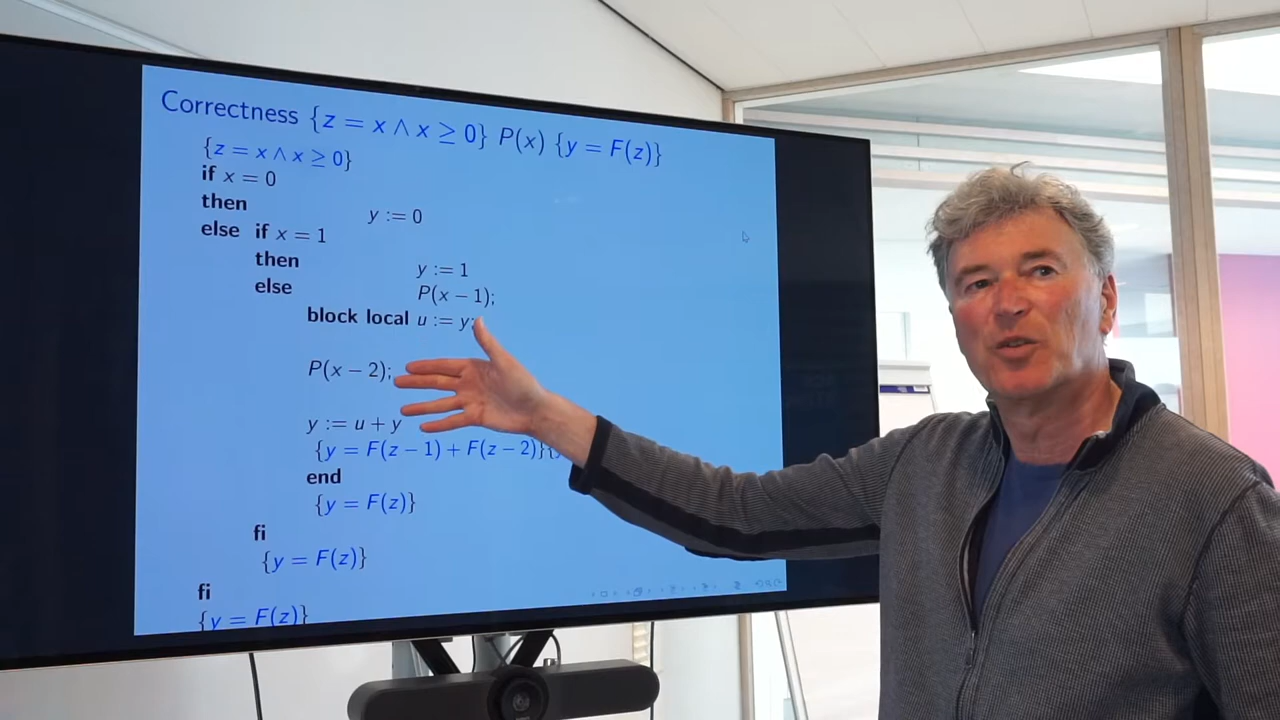 Correctness {z = x ∧ x ≥ 0} P(x) {y = F(z)}
{z = x ∧ x ≥ 0}
if x = 0
then y := 0
else if x = 1
then y := 1
else P(x − 1);
block local u := y;
P(x − 2);
y := u + y
{y = F(z − 1) + F(z − 2)}{
end
{y = F(z)}
fi
{y = F(z)}
fi
{y = F(z)}